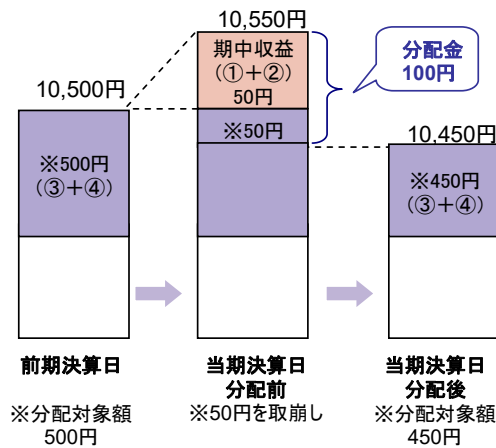 10,550円
期中収益
(①+②)
50円
分配金
100円
10,500円
※50円
10,450円
※500円
(③+④)
※450円
(③+④)
前期決算日
当期決算日
分配前
当期決算日
分配後
※分配対象額
500円
※50円を取崩し
※分配対象額
450円